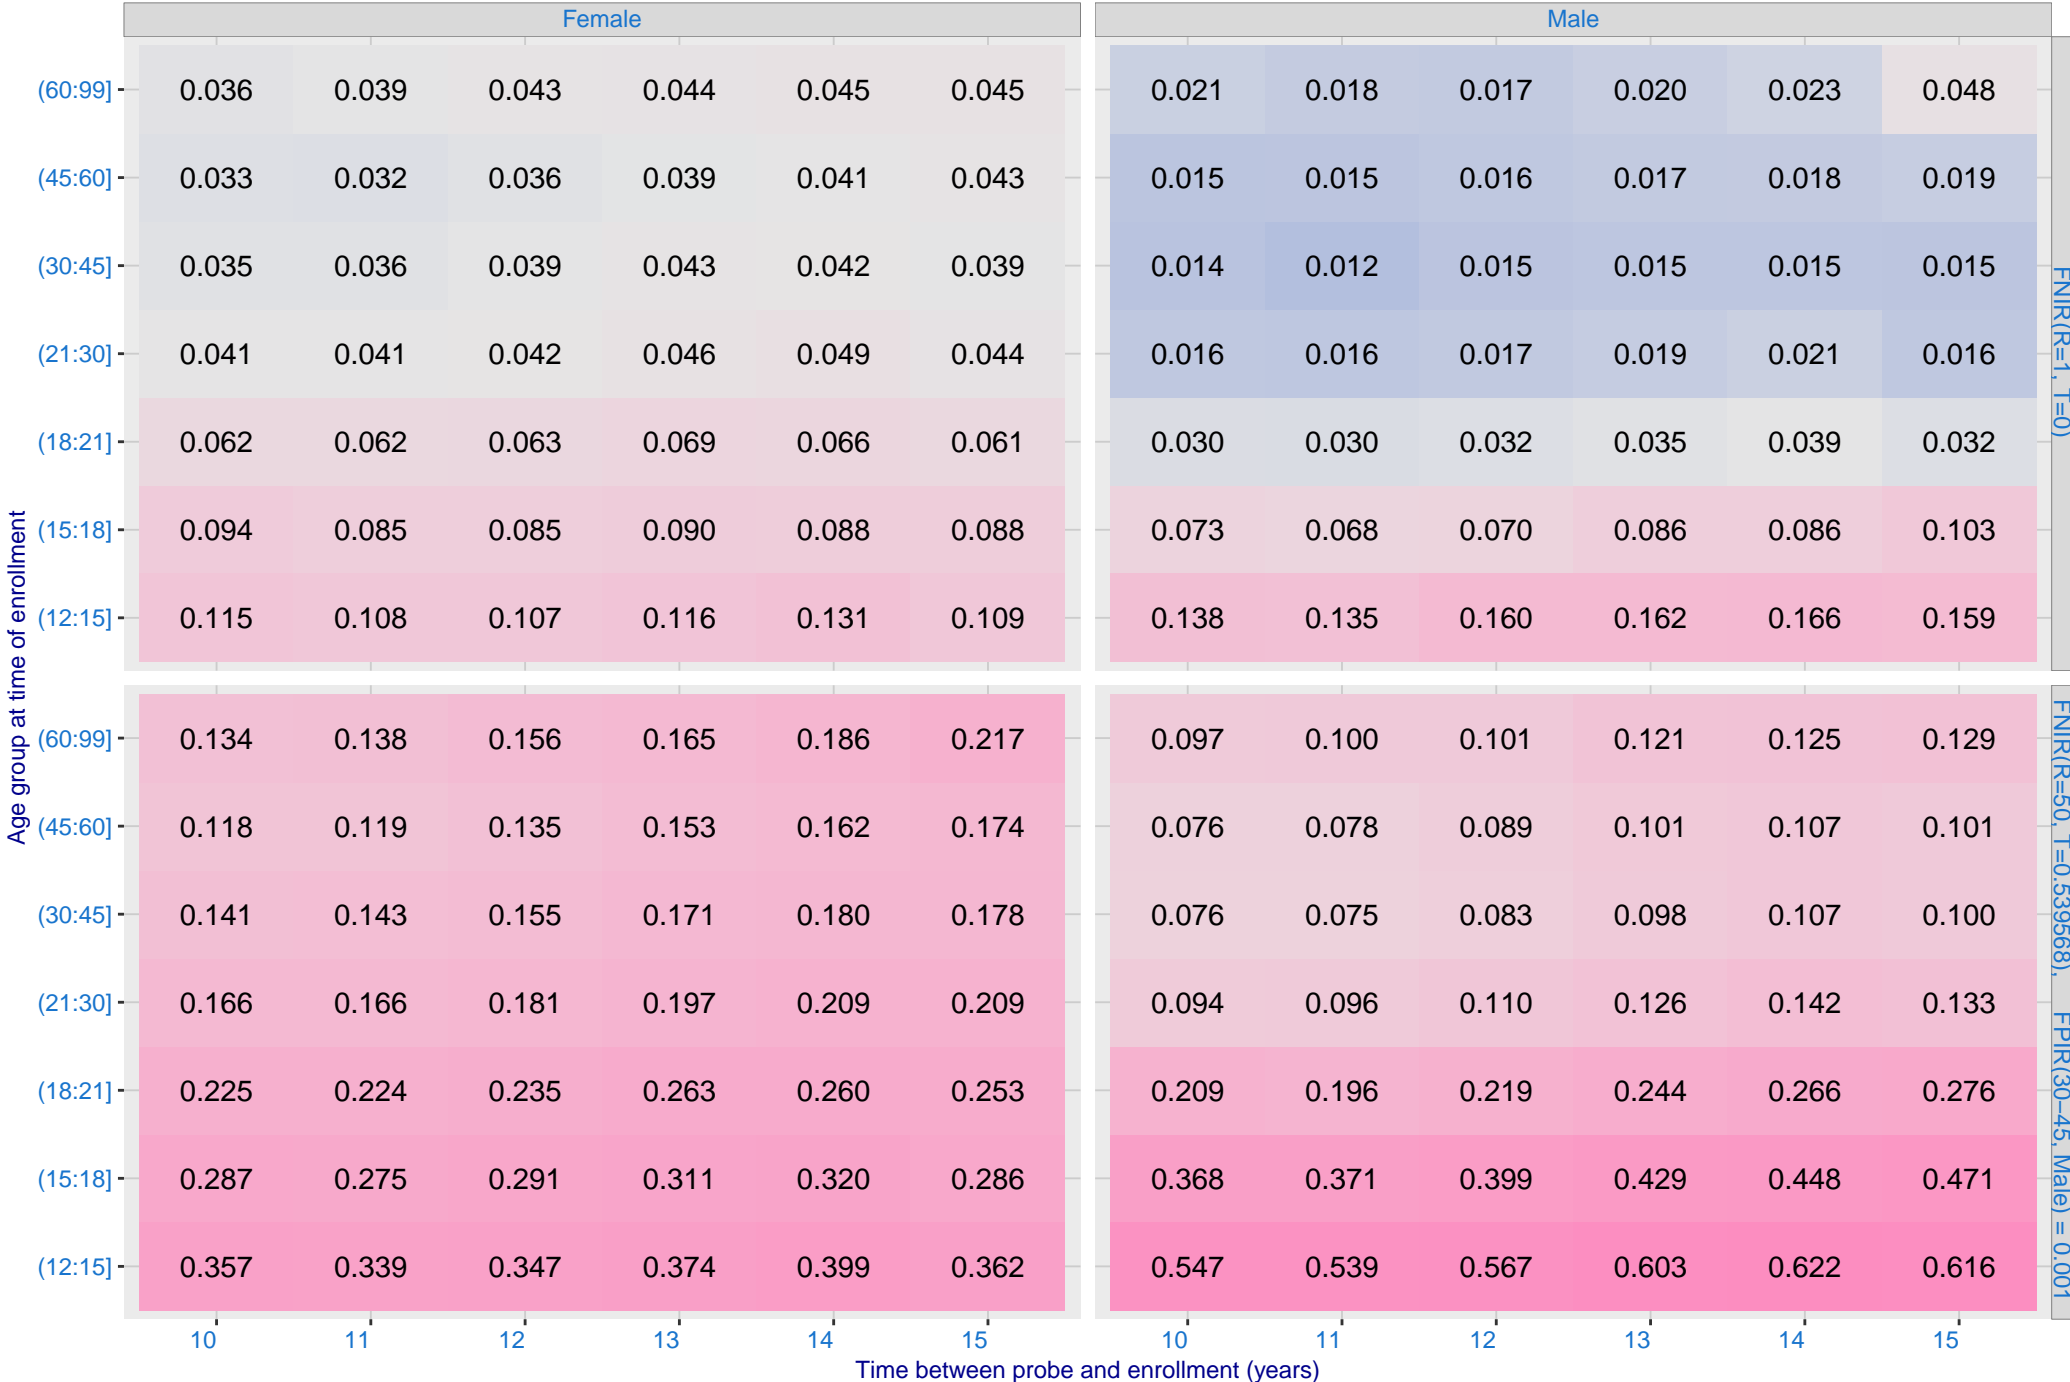 Female
Male
(60:99] 0.036 0.039 0.043 0.044 0.045 0.045 0.021 0.018 0.017 0.020 0.023 0.048
(45:60] 0.033 0.032 0.036 0.039 0.041 0.043 0.015 0.015 0.016 0.017 0.018 0.019
(30:45] 0.035 0.036 0.039 0.043 0.042 0.039 0.014 0.012 0.015 0.015 0.015 0.015
(21:30] 0.041 0.041 0.042 0.046 0.049 0.044 0.016 0.016 0.017 0.019 0.021 0.016
(18:21] 0.062 0.062 0.063 0.069 0.066 0.061 0.030 0.030 0.032 0.035 0.039 0.032
(15:18] 0.094 0.085 0.085 0.090 0.088 0.088 0.073 0.068 0.070 0.086 0.086 0.103
(12:15] 0.115 0.108 0.107 0.116 0.131 0.109 0.138 0.135 0.160 0.162 0.166 0.159
FNIR(R=1, T=0)
Age group at time of enrollment
(60:99] 0.134 0.138 0.156 0.165 0.186 0.217 0.097 0.100 0.101 0.121 0.125 0.129
(45:60] 0.118 0.119 0.135 0.153 0.162 0.174 0.076 0.078 0.089 0.101 0.107 0.101
(30:45] 0.141 0.143 0.155 0.171 0.180 0.178 0.076 0.075 0.083 0.098 0.107 0.100
(21:30] 0.166 0.166 0.181 0.197 0.209 0.209 0.094 0.096 0.110 0.126 0.142 0.133
(18:21] 0.225 0.224 0.235 0.263 0.260 0.253 0.209 0.196 0.219 0.244 0.266 0.276
(15:18] 0.287 0.275 0.291 0.311 0.320 0.286 0.368 0.371 0.399 0.429 0.448 0.471
(12:15] 0.357 0.339 0.347 0.374 0.399 0.362 0.547 0.539 0.567 0.603 0.622 0.616
FNIR(R=50, T=0.539568), FPIR(30−45, Male) = 0.001
10 11 12 13 14 15 10 11 12 13 14 15
Time between probe and enrollment (years)